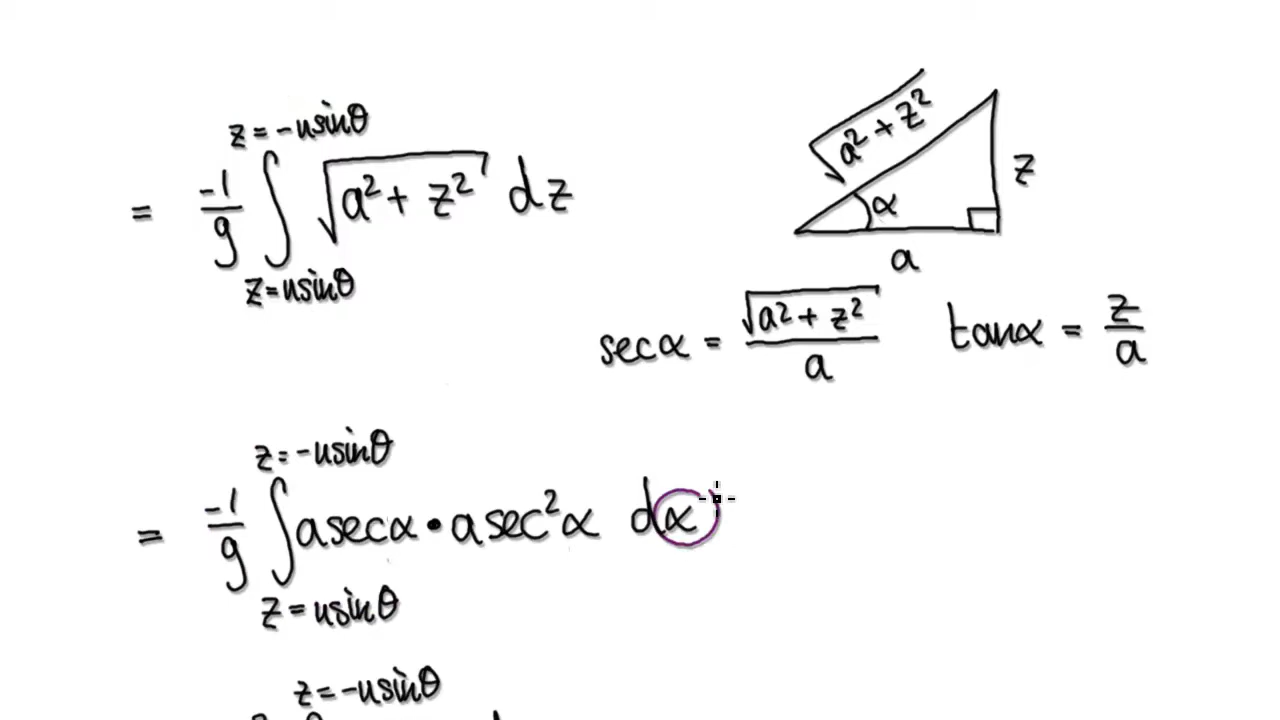 z = -usinθ
= -1/g ∫ √(a² + z²) dz
z = usinθ
√(a² + z²)
z
α
a
secα = √(a² + z²)/a tanα = z/a
z = -usinθ
= -1/g ∫ asecα • asec²α dα
z = usinθ
z = -usinθ